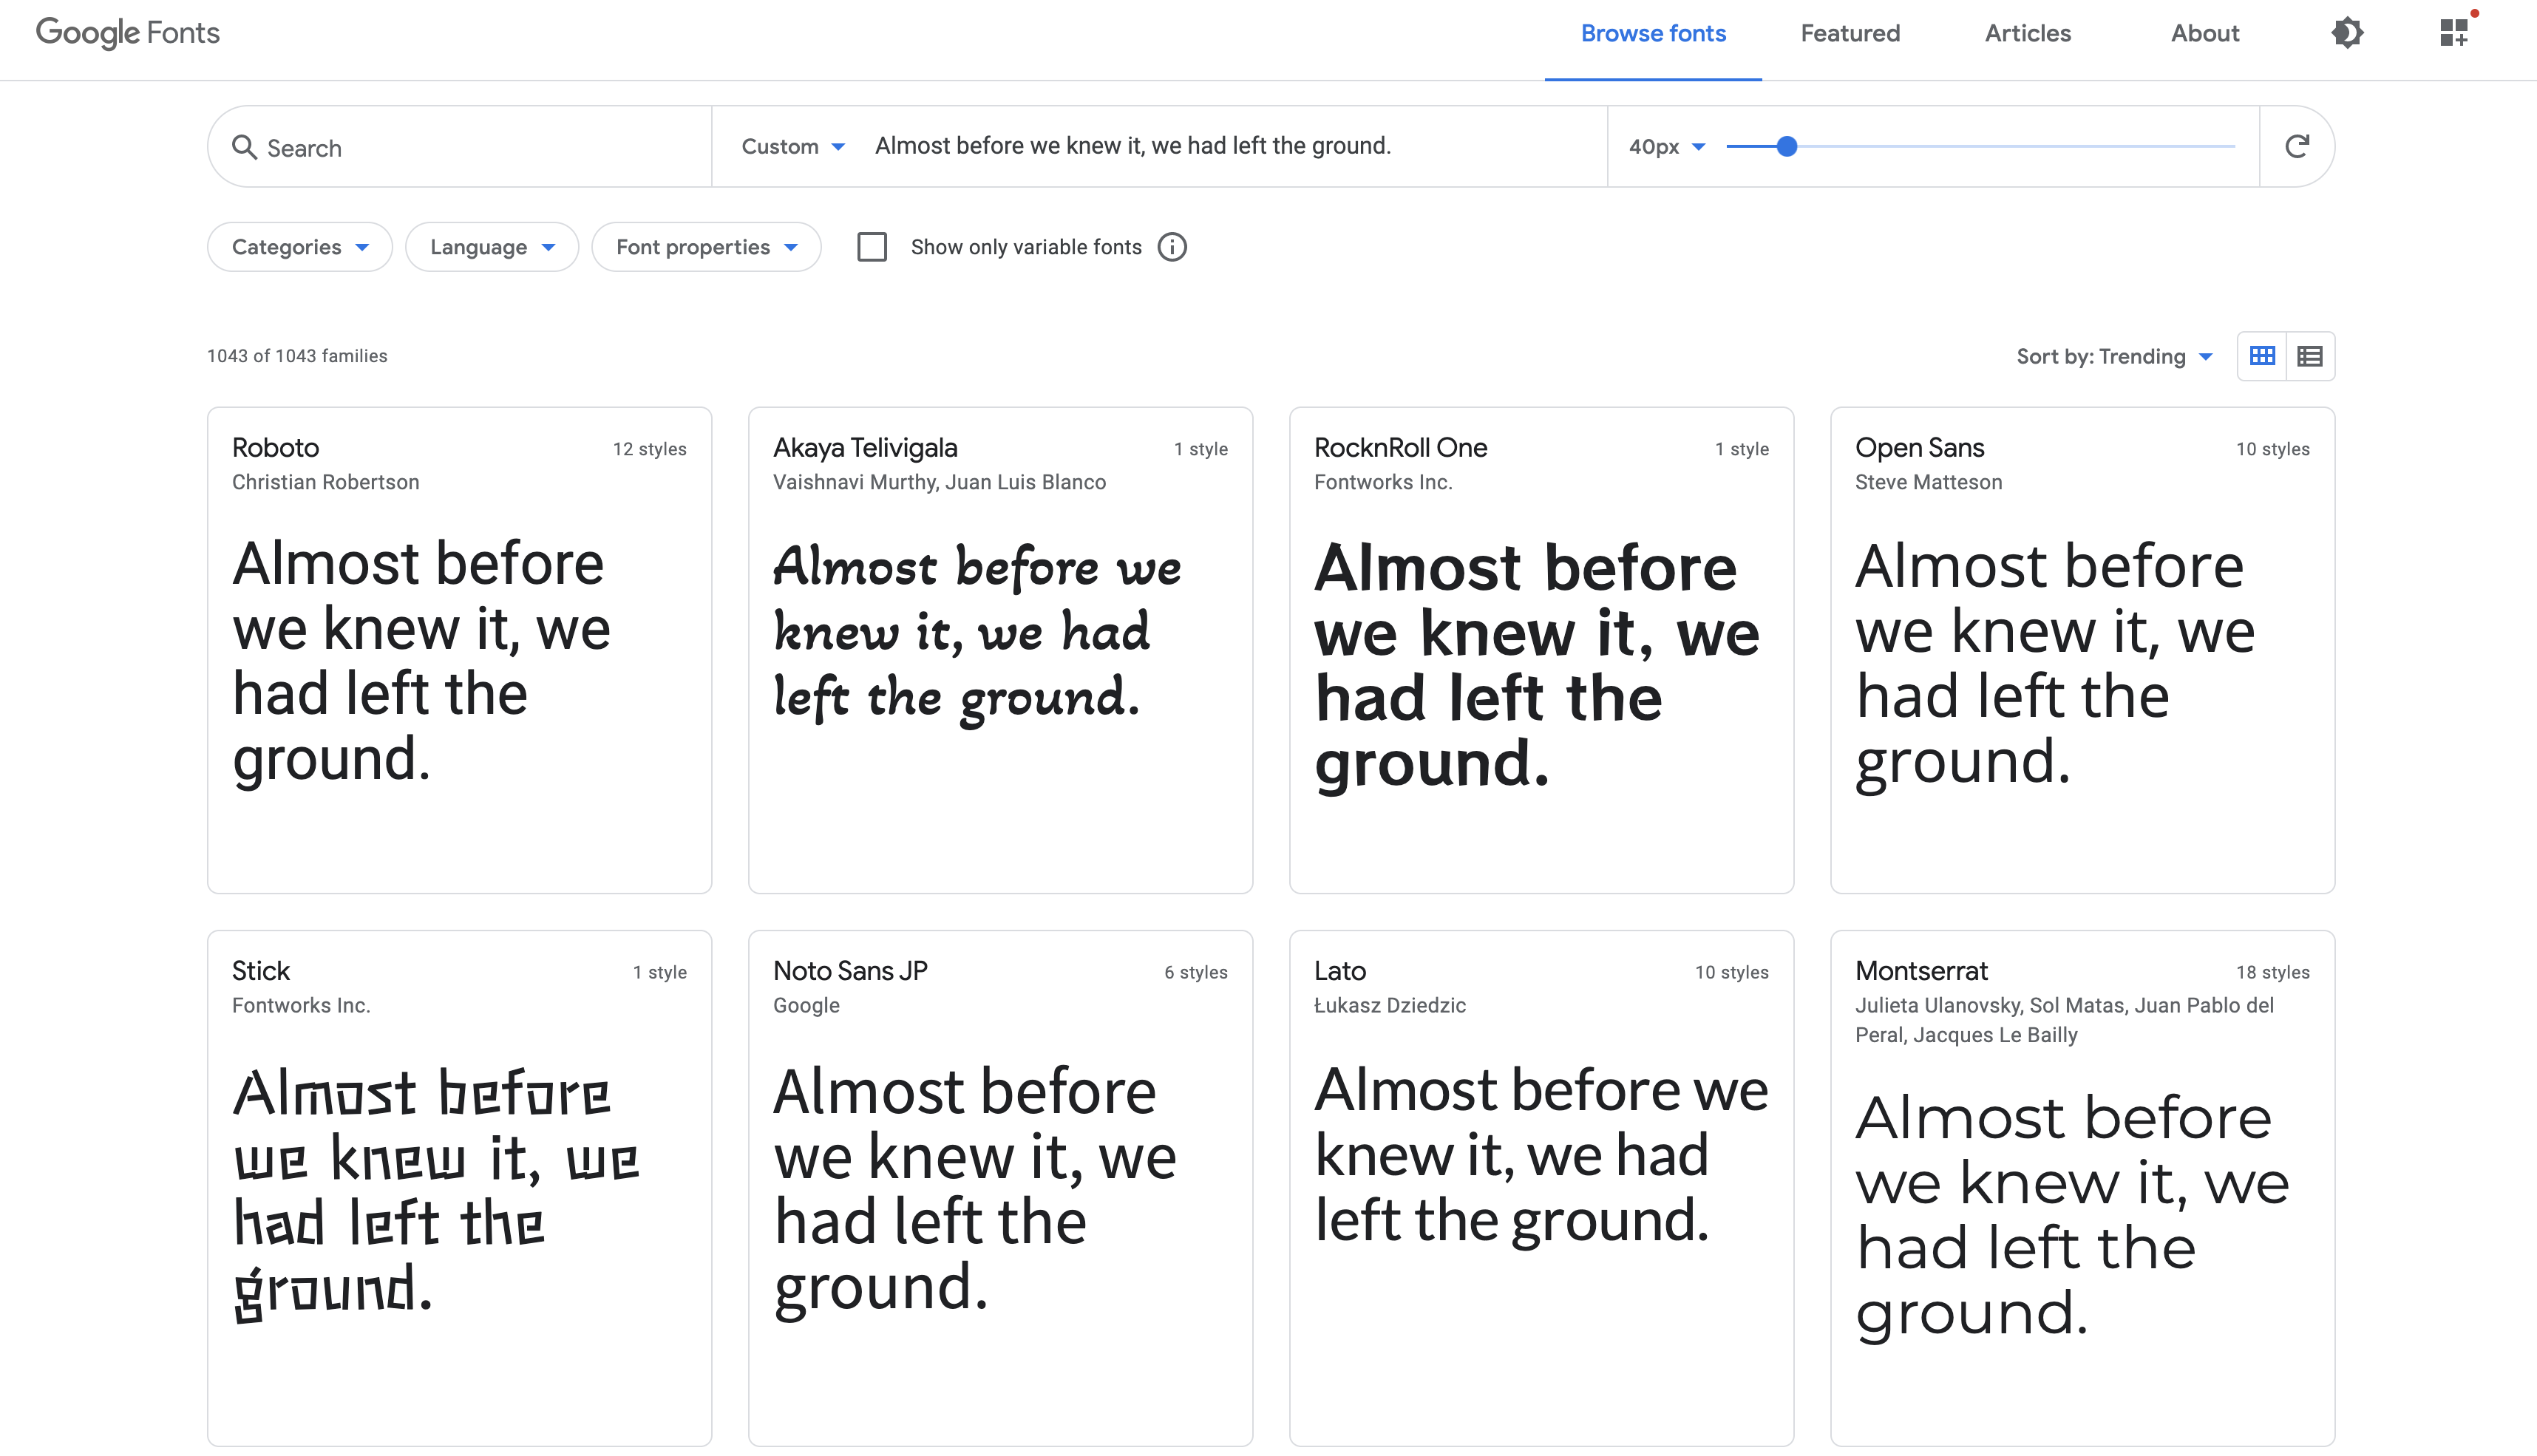 Google Fonts
Browse fonts
Featured
Articles
About
Search
Custom
Almost before we knew it, we had left the ground.
40px
Categories
Language
Font properties
Show only variable fonts
1043 of 1043 families
Sort by: Trending
Roboto
12 styles
Christian Robertson
Almost before
we knew it, we
had left the
ground.
Akaya Telivigala
1 style
Vaishnavi Murthy, Juan Luis Blanco
Almost before we
knew it, we had
left the ground.
RocknRoll One
1 style
Fontworks Inc.
Almost before
we knew it, we
had left the
ground.
Open Sans
10 styles
Steve Matteson
Almost before
we knew it, we
had left the
ground.
Stick
1 style
Fontworks Inc.
Almost before
we knew it, we
had left the
ground.
Noto Sans JP
6 styles
Google
Almost before
we knew it, we
had left the
ground.
Lato
10 styles
Łukasz Dziedzic
Almost before we
knew it, we had
left the ground.
Montserrat
18 styles
Julieta Ulanovsky, Sol Matas, Juan Pablo del
Peral, Jacques Le Bailly
Almost before
we knew it, we
had left the
ground.